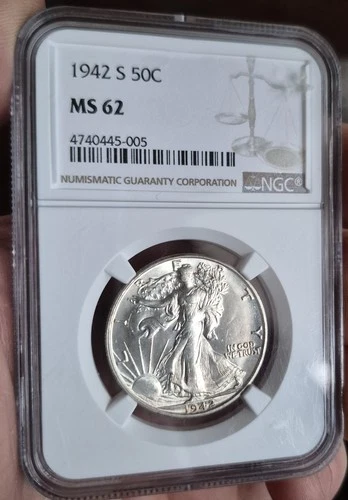 1942 S 50C
MS 62
4740445-005
NUMISMATIC GUARANTY CORPORATION
NGC®
E T Y
IN GOD
WE TRUST
1942